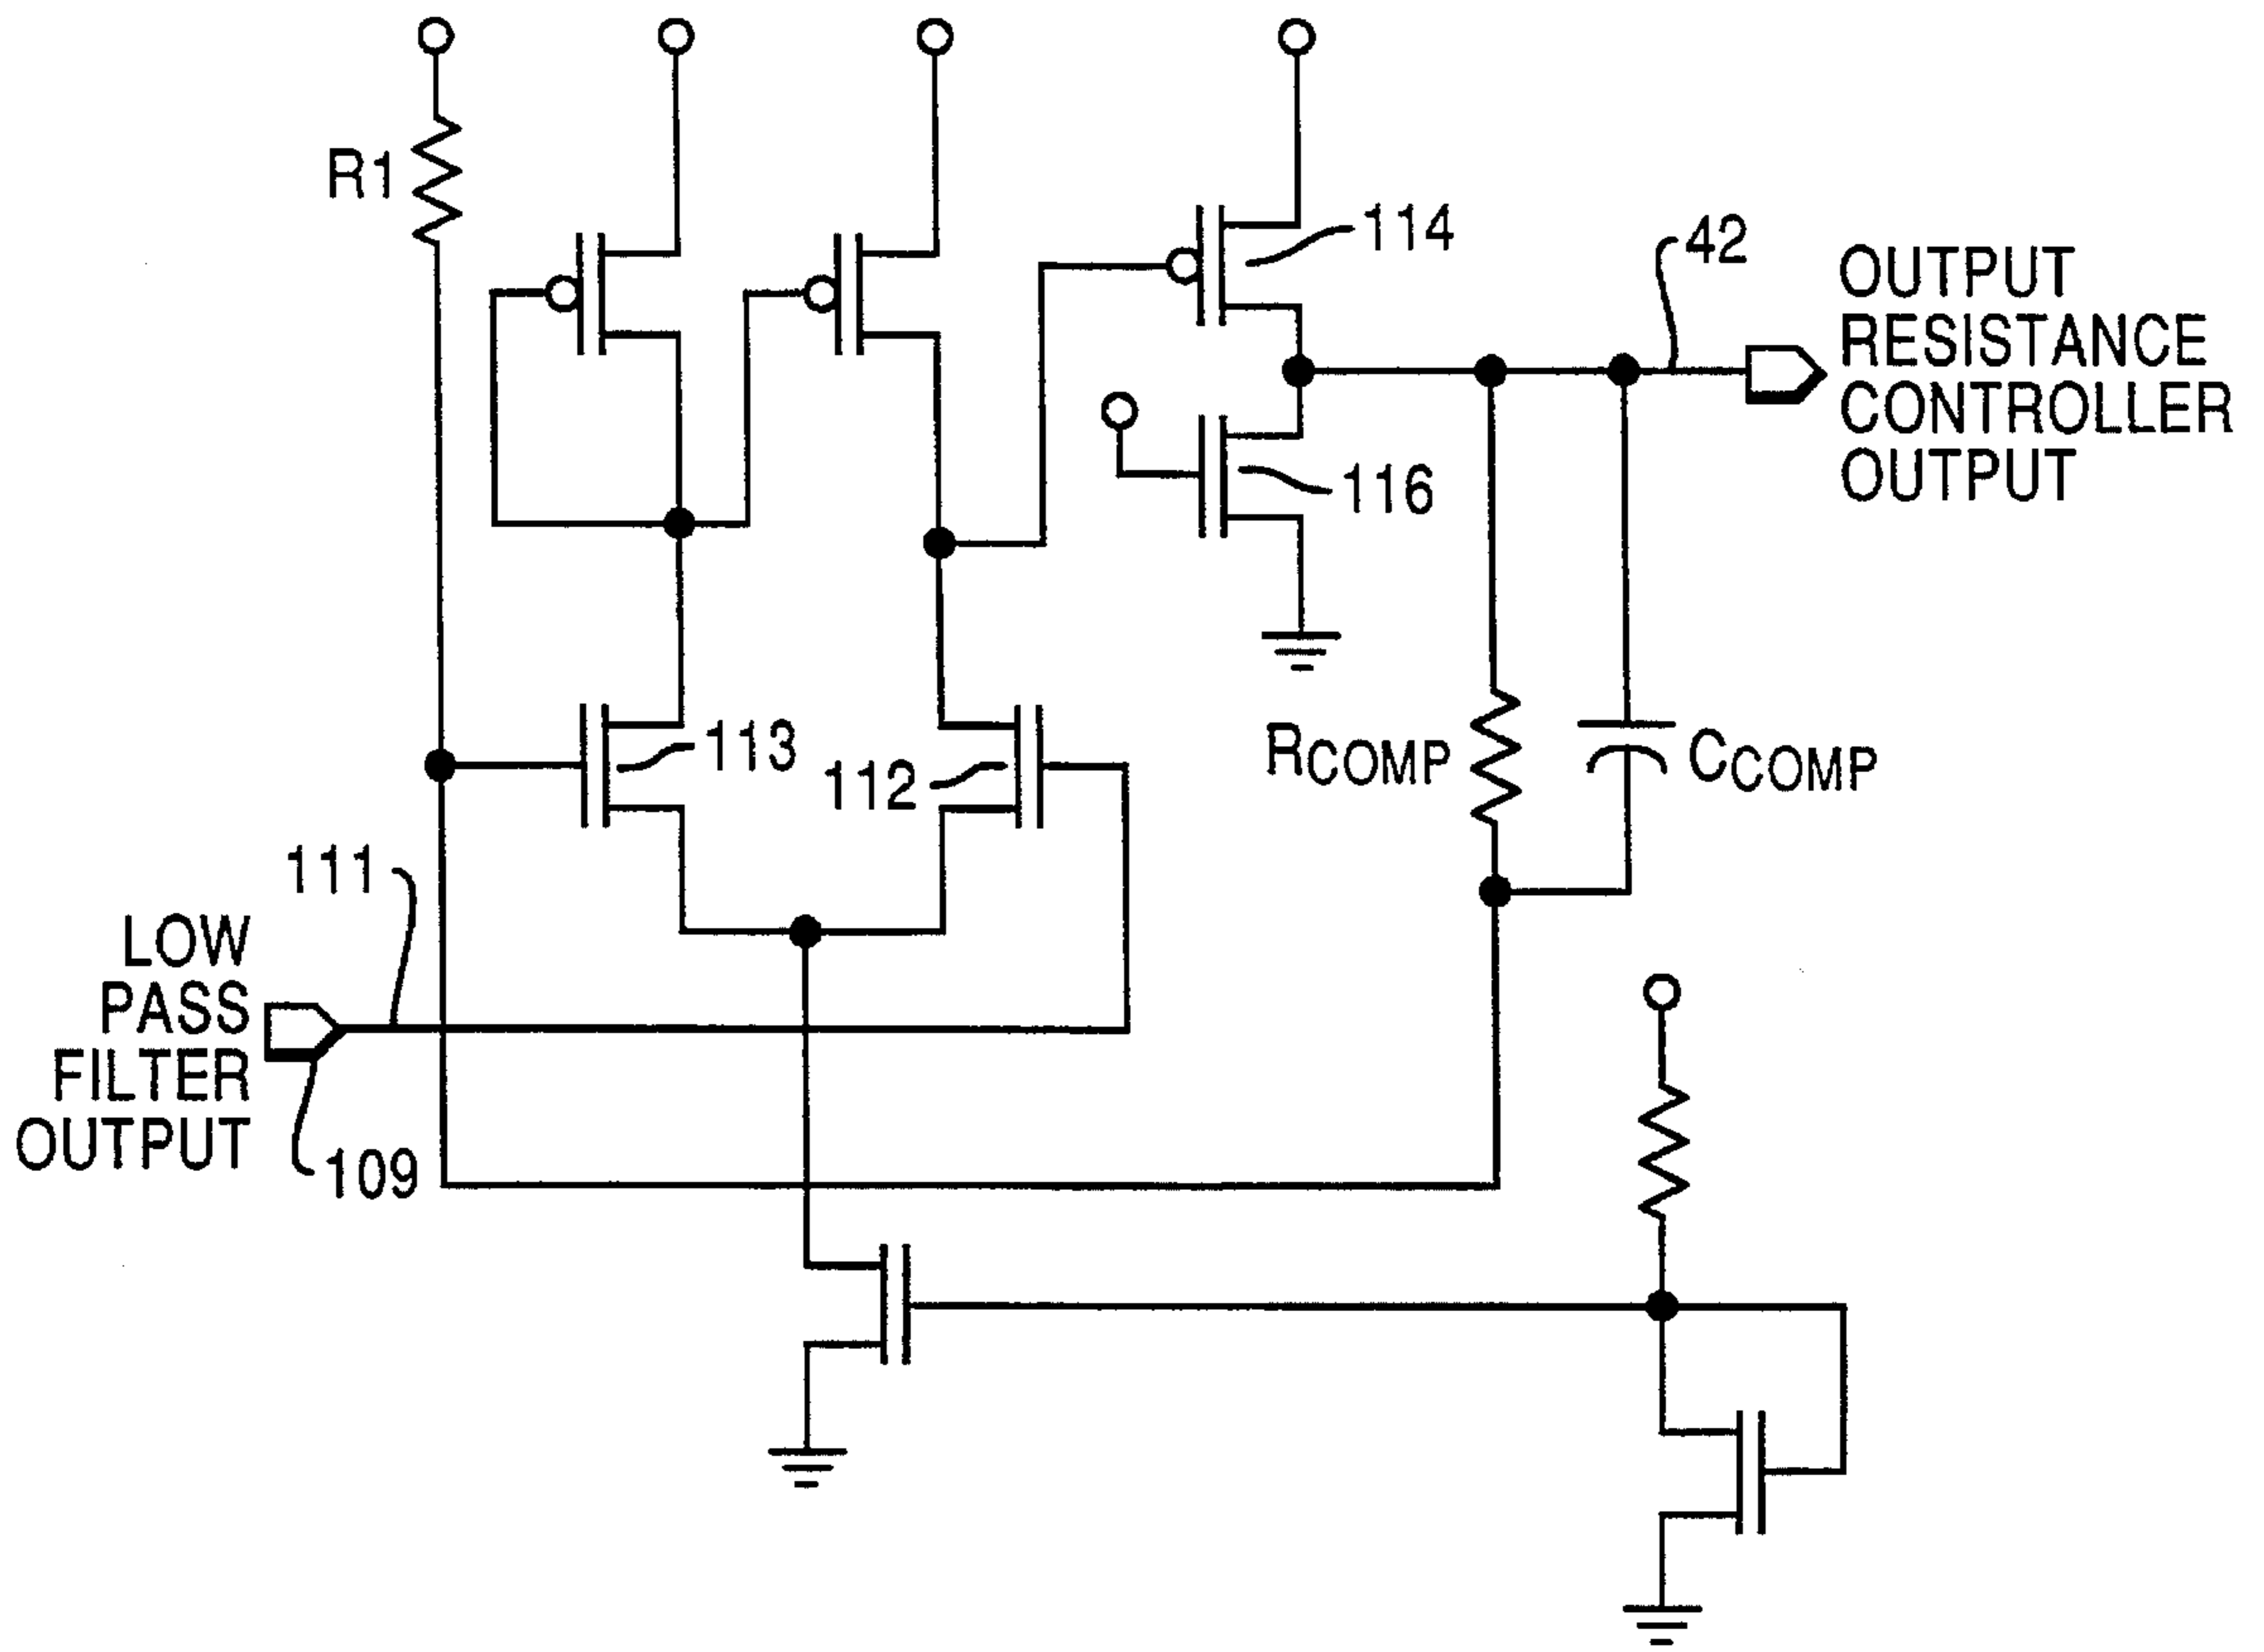 R1
114
42
OUTPUT
RESISTANCE
CONTROLLER
OUTPUT
116
113
112
RCOMP
CCOMP
111
LOW
PASS
FILTER
OUTPUT
109